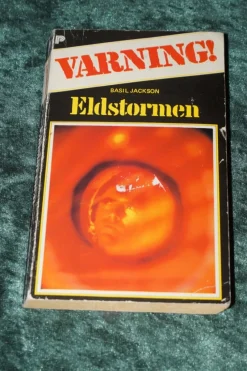 P
VARNING!
BASIL JACKSON
Eldstormen